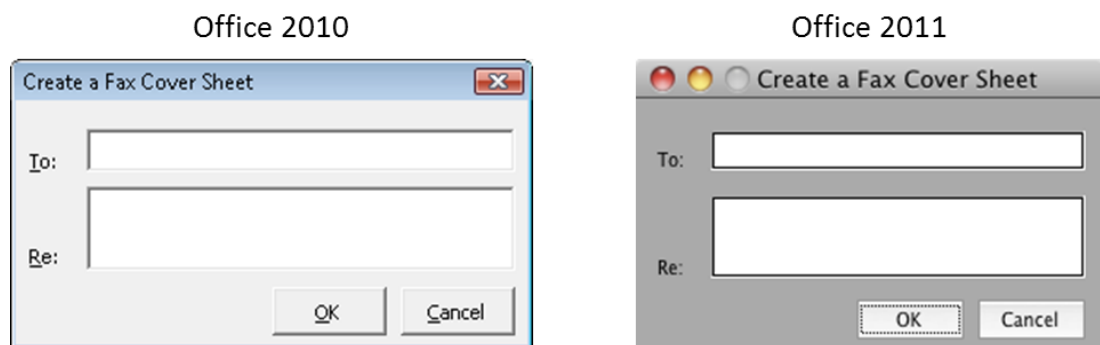 Office 2010
Create a Fax Cover Sheet
To:
Re:
OK
Cancel
Office 2011
Create a Fax Cover Sheet
To:
Re:
OK
Cancel